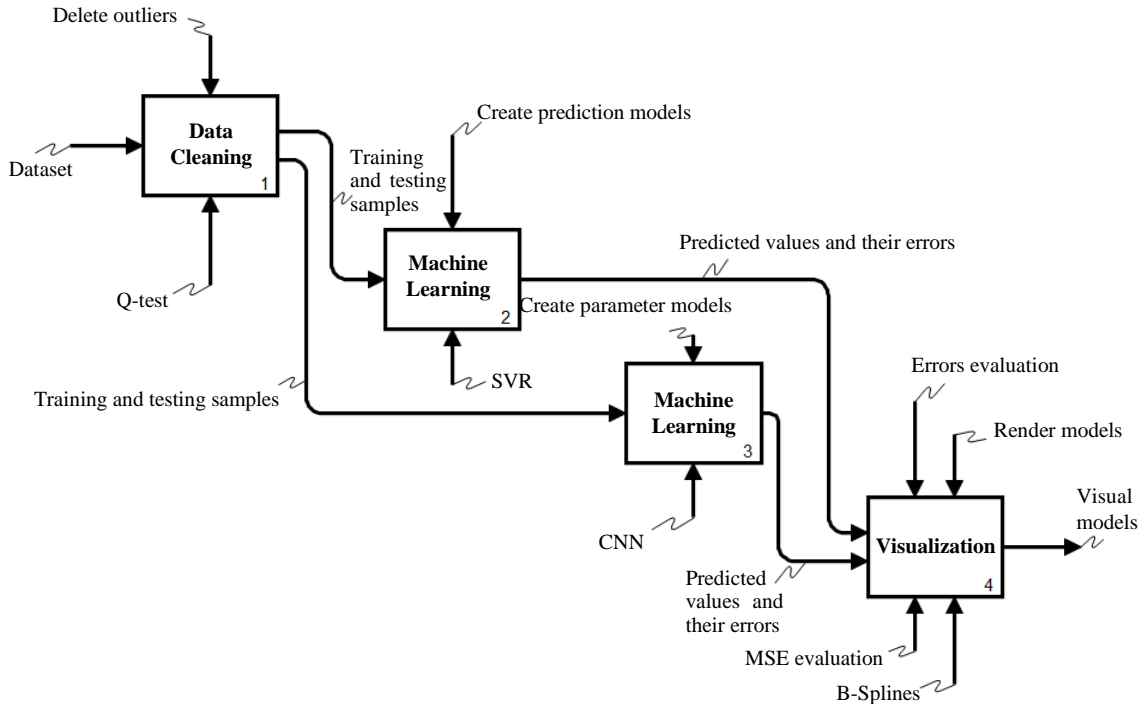 Delete outliers
Data
Cleaning
1
Dataset
Q-test
Create prediction models
Training
and testing
samples
Machine
Learning
2
SVR
Predicted values and their errors
Create parameter models
Training and testing samples
Machine
Learning
3
CNN
Predicted
values and
their errors
Errors evaluation
Render models
Visualization
4
Visual
models
MSE evaluation
B-Splines